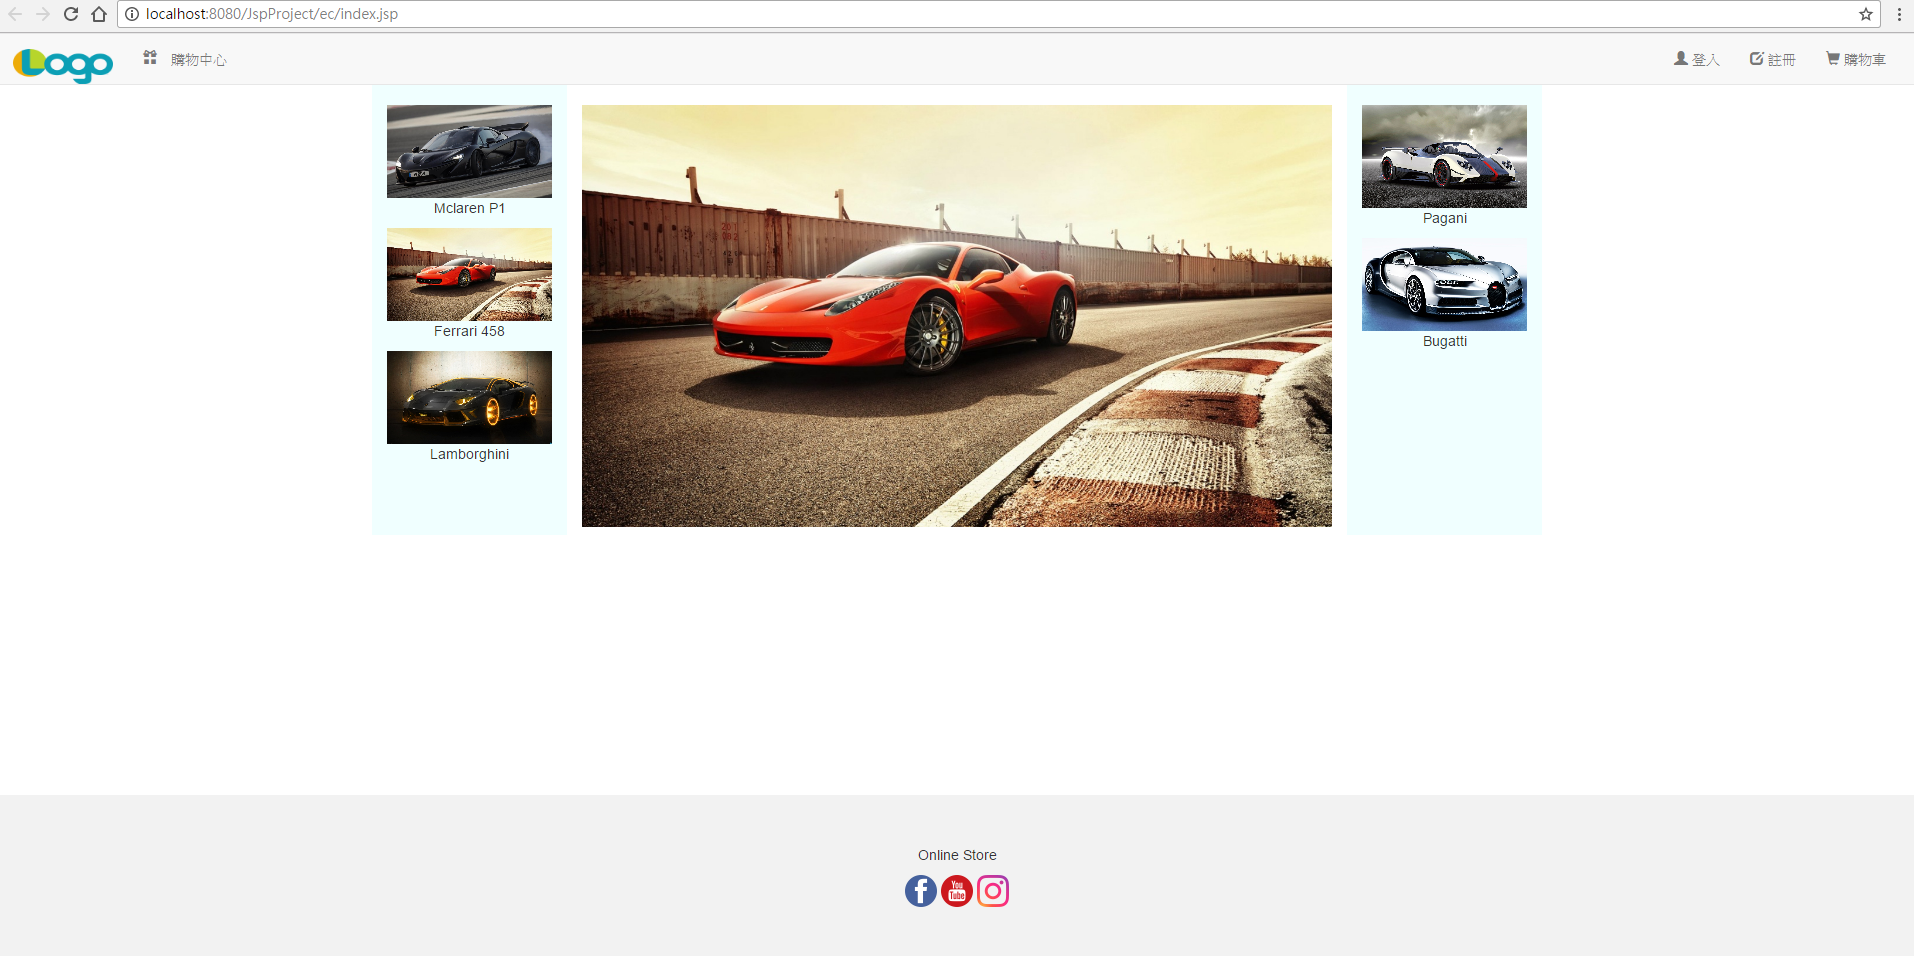 localhost:8080/JspProject/ec/index.jsp
Logo
購物中心
登入
註冊
購物車
Mclaren P1
Ferrari 458
Lamborghini
Pagani
Bugatti
Online Store
You
Tube